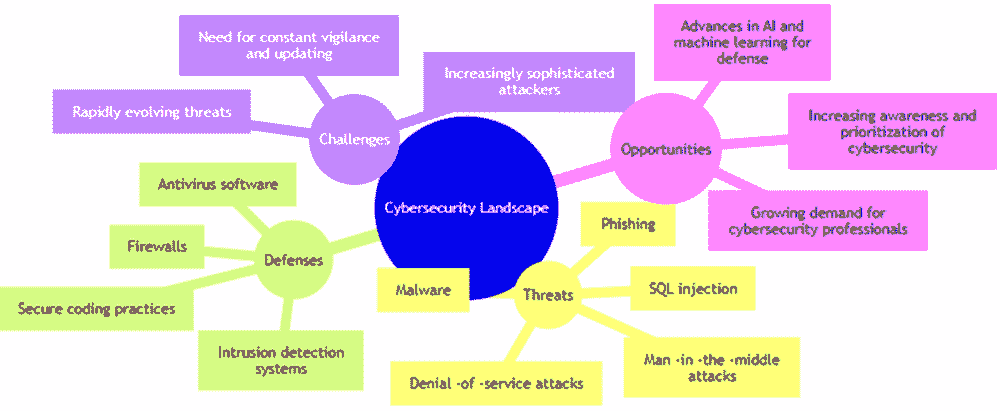 Need for constant vigilance
and updating
Increasingly sophisticated
attackers
Rapidly evolving threats
Challenges
Advances in AI and
machine learning for
defense
Increasing awareness and
prioritization of
cybersecurity
Opportunities
Growing demand for
cybersecurity professionals
Cybersecurity Landscape
Antivirus software
Firewalls
Defenses
Secure coding practices
Intrusion detection
systems
Phishing
Malware
Threats
SQL injection
Man -in -the -middle
attacks
Denial -of -service attacks